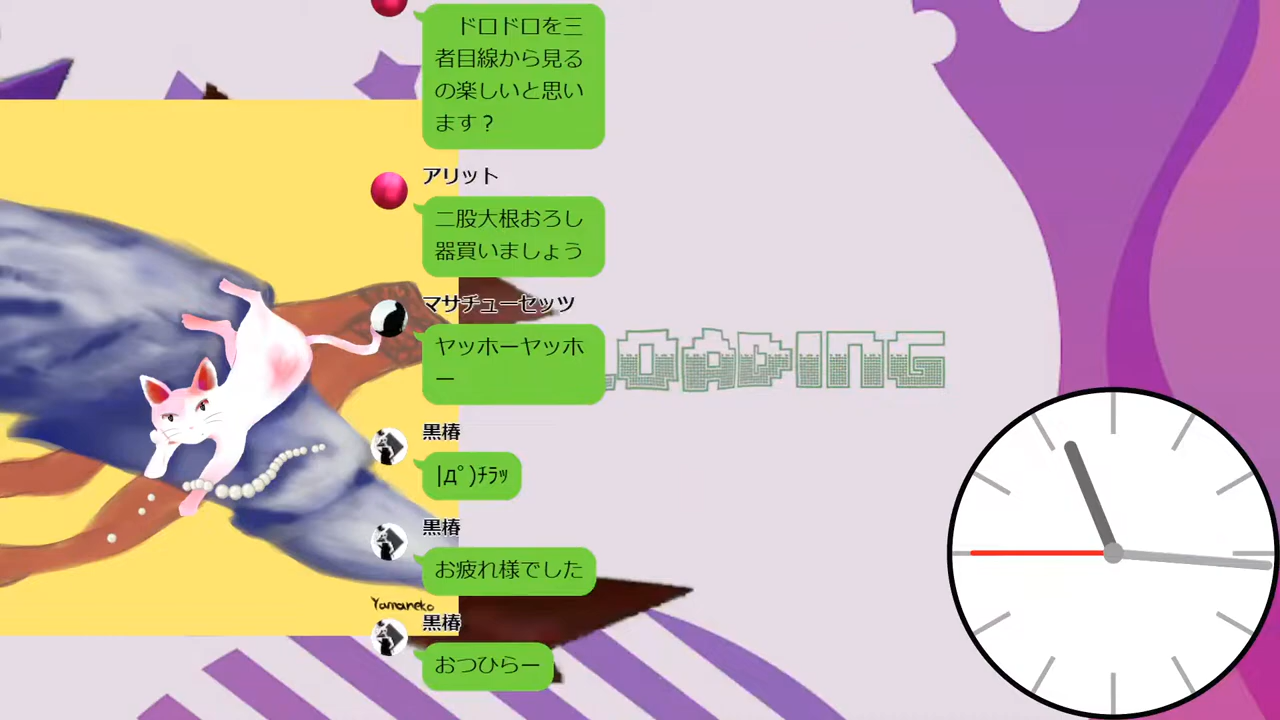 ドロドロを三
者目線から見る
の楽しいと思い
ます？
アリット
二股大根おろし
器買いましょう
マサチューセッツ
ヤッホーヤッホ
ー
LOADING
黒椿
|дﾟ)ﾁﾗｯ
黒椿
お疲れ様でした
Yamaneko
黒椿
おつひらー